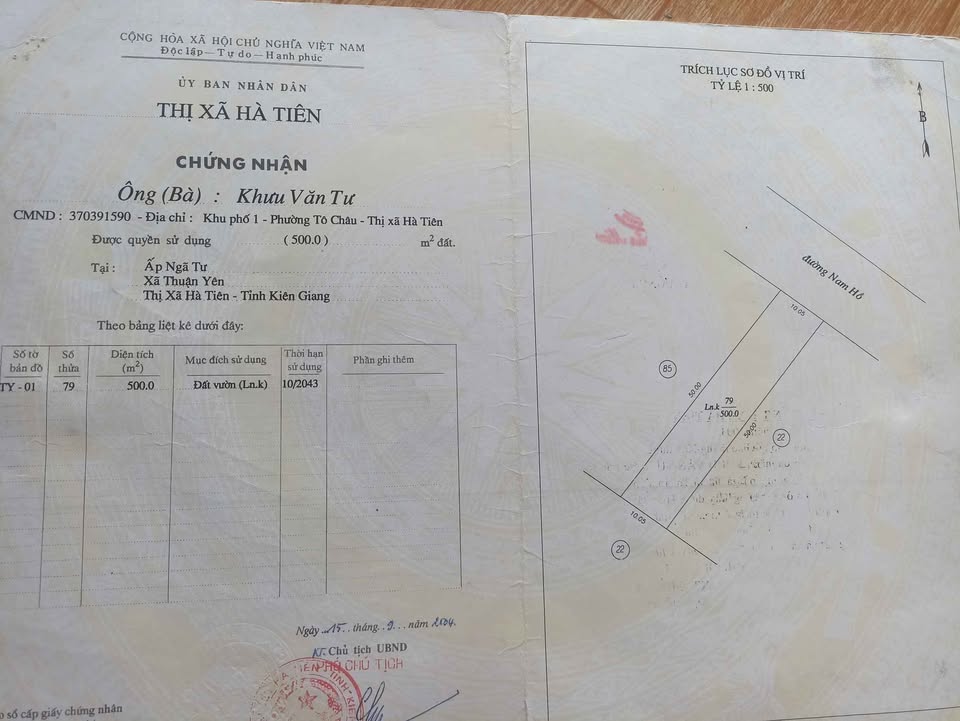 CỘNG HÒA XÃ HỘI CHỦ NGHĨA VIỆT NAM
Độc lập — Tự do — Hạnh phúc
ỦY BAN NHÂN DÂN
THỊ XÃ HÀ TIÊN
CHỨNG NHẬN
Ông (Bà) : Khưu Văn Tư
CMND : 370391590 - Địa chỉ : Khu phố 1 - Phường Tô Châu - Thị xã Hà Tiên
Được quyền sử dụng ( 500.0 ) m² đất.
Tại : Ấp Ngã Tư
Xã Thuận Yên
Thị Xã Hà Tiên - Tỉnh Kiên Giang
Theo bảng liệt kê dưới đây:
Số tờ bản đồ Số thửa Diện tích (m²) Mục đích sử dụng Thời hạn sử dụng Phần ghi thêm
TY - 01 79 500.0 Đất vườn (Ln.k) 10/2043
Ngày 15 tháng 9 năm 2004
KT. Chủ tịch UBND
PHÓ CHỦ TỊCH
số cấp giấy chứng nhận
TRÍCH LỤC SƠ ĐỒ VỊ TRÍ
TỶ LỆ 1 : 500
B
đường Nam Hồ
10.05
85
50.00
Ln.k 79
500.0
50.00
22
10.05
22